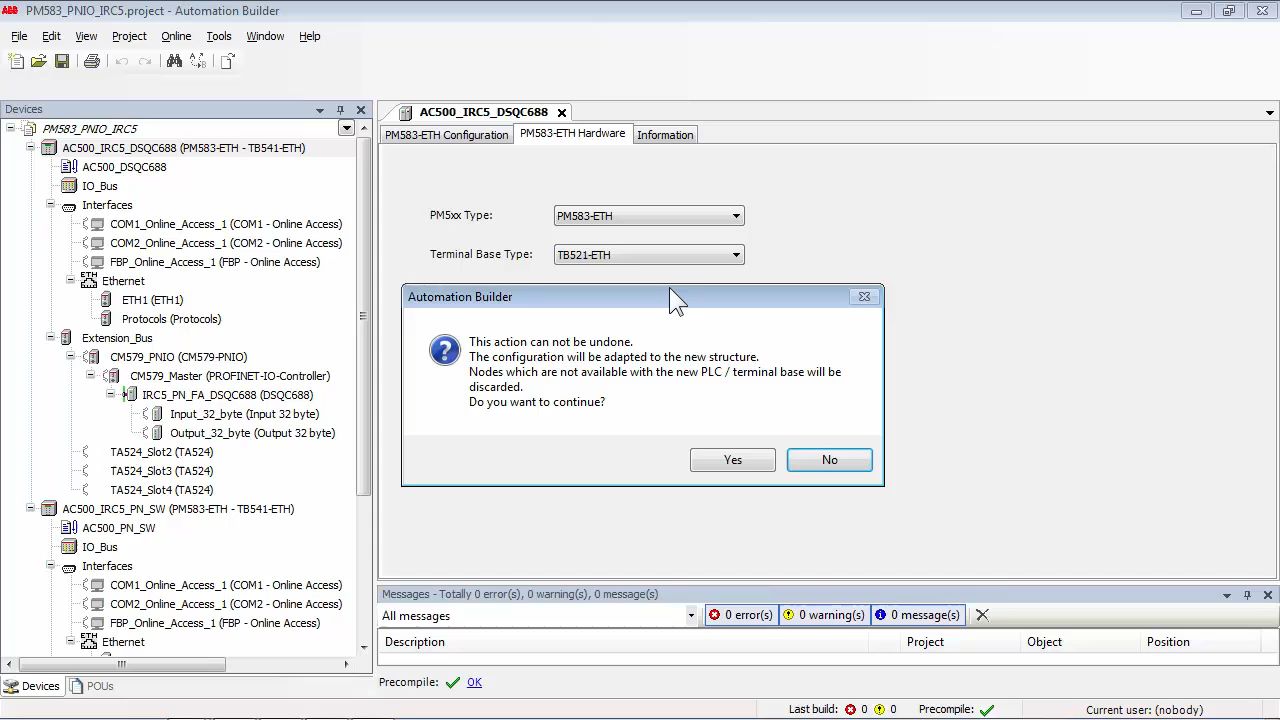 ABB PM583_PNIO_IRC5.project - Automation Builder
File Edit View Project Online Tools Window Help
Devices
PM583_PNIO_IRC5
AC500_IRC5_DSQC688 (PM583-ETH - TB541-ETH)
AC500_DSQC688
IO_Bus
Interfaces
COM1_Online_Access_1 (COM1 - Online Access)
COM2_Online_Access_1 (COM2 - Online Access)
FBP_Online_Access_1 (FBP - Online Access)
ETH Ethernet
ETH1 (ETH1)
Protocols (Protocols)
Extension_Bus
CM579_PNIO (CM579-PNIO)
CM579_Master (PROFINET-IO-Controller)
IRC5_PN_FA_DSQC688 (DSQC688)
Input_32_byte (Input 32 byte)
Output_32_byte (Output 32 byte)
TA524_Slot2 (TA524)
TA524_Slot3 (TA524)
TA524_Slot4 (TA524)
AC500_IRC5_PN_SW (PM583-ETH - TB541-ETH)
AC500_PN_SW
IO_Bus
Interfaces
COM1_Online_Access_1 (COM1 - Online Access)
COM2_Online_Access_1 (COM2 - Online Access)
FBP_Online_Access_1 (FBP - Online Access)
ETH Ethernet
Devices POUs
AC500_IRC5_DSQC688
PM583-ETH Configuration PM583-ETH Hardware Information
PM5xx Type: PM583-ETH
Terminal Base Type: TB521-ETH
Automation Builder
This action can not be undone.
The configuration will be adapted to the new structure.
Nodes which are not available with the new PLC / terminal base will be
discarded.
Do you want to continue?
Yes No
Messages - Totally 0 error(s), 0 warning(s), 0 message(s)
All messages 0 error(s) 0 warning(s) 0 message(s)
Description Project Object Position
Precompile: OK
Last build: 0 0 Precompile: Current user: (nobody)